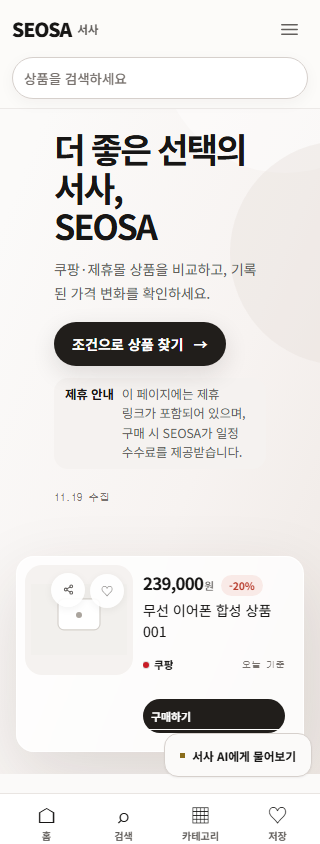 SEOSA 서사
상품을 검색하세요
더 좋은 선택의
서사,
SEOSA
쿠팡·제휴몰 상품을 비교하고, 기록
된 가격 변화를 확인하세요.
조건으로 상품 찾기 →
제휴 안내 이 페이지에는 제휴
링크가 포함되어 있으며,
구매 시 SEOSA가 일정
수수료를 제공받습니다.
11.19 수집
239,000원 -20%
무선 이어폰 합성 상품
001
쿠팡 오늘 기준
구매하기
서사 AI에게 물어보기
홈 검색 카테고리 저장